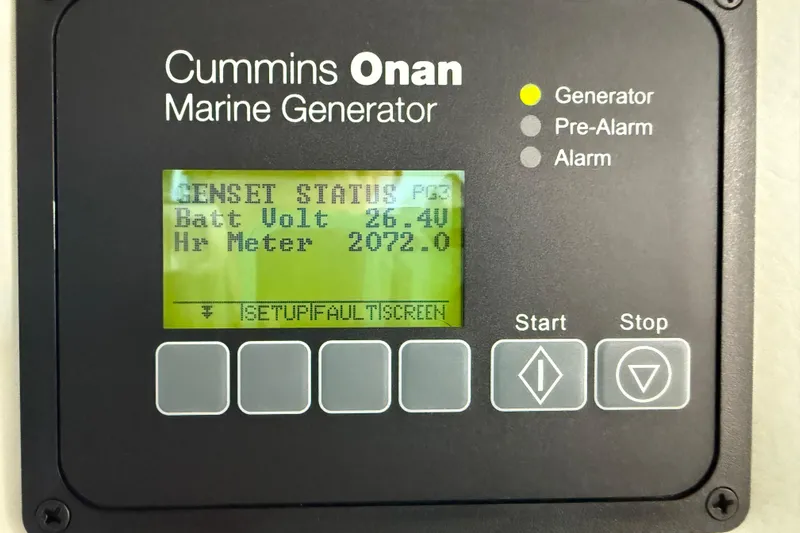 Cummins Onan
Marine Generator
Generator
Pre-Alarm
Alarm
GENSET STATUS PG3
Batt Volt 26.4V
Hr Meter 2072.0
SETUP|FAULT|SCREEN
Start Stop